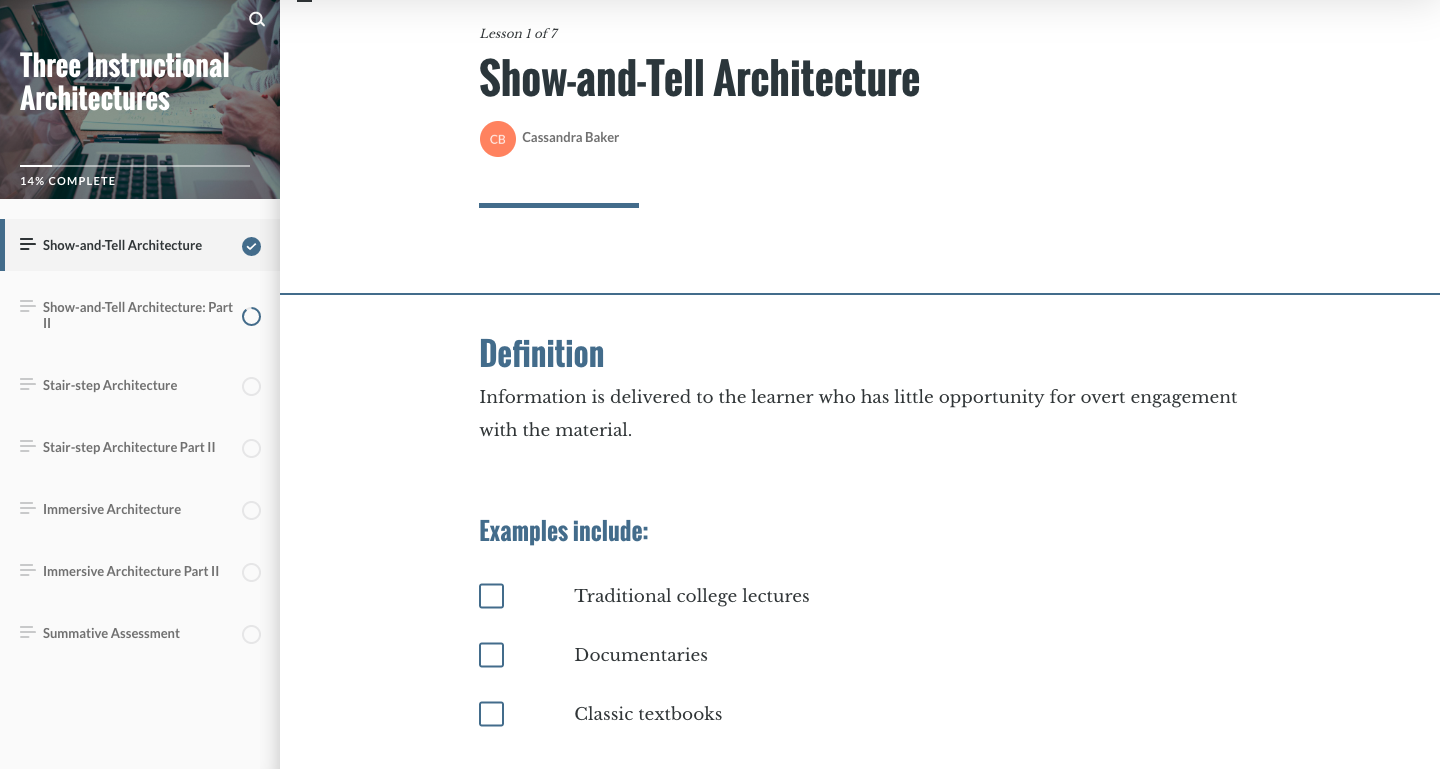 Three Instructional
Architectures
14% COMPLETE
Show-and-Tell Architecture
Show-and-Tell Architecture: Part
II
Stair-step Architecture
Stair-step Architecture Part II
Immersive Architecture
Immersive Architecture Part II
Summative Assessment
Lesson 1 of 7
Show-and-Tell Architecture
CB
Cassandra Baker
Definition
Information is delivered to the learner who has little opportunity for overt engagement
with the material.
Examples include:
Traditional college lectures
Documentaries
Classic textbooks